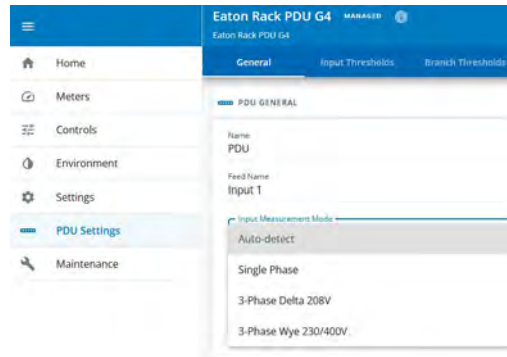 Eaton Rack PDU G4 MANAGED
Eaton Rack PDU G4
Home
Meters
Controls
Environment
Settings
PDU Settings
Maintenance
General Input Thresholds Branch Thresholds
PDU GENERAL
Name
PDU
Feed Name
Input 1
Input Measurement Mode
Auto-detect
Single Phase
3-Phase Delta 208V
3-Phase Wye 230/400V